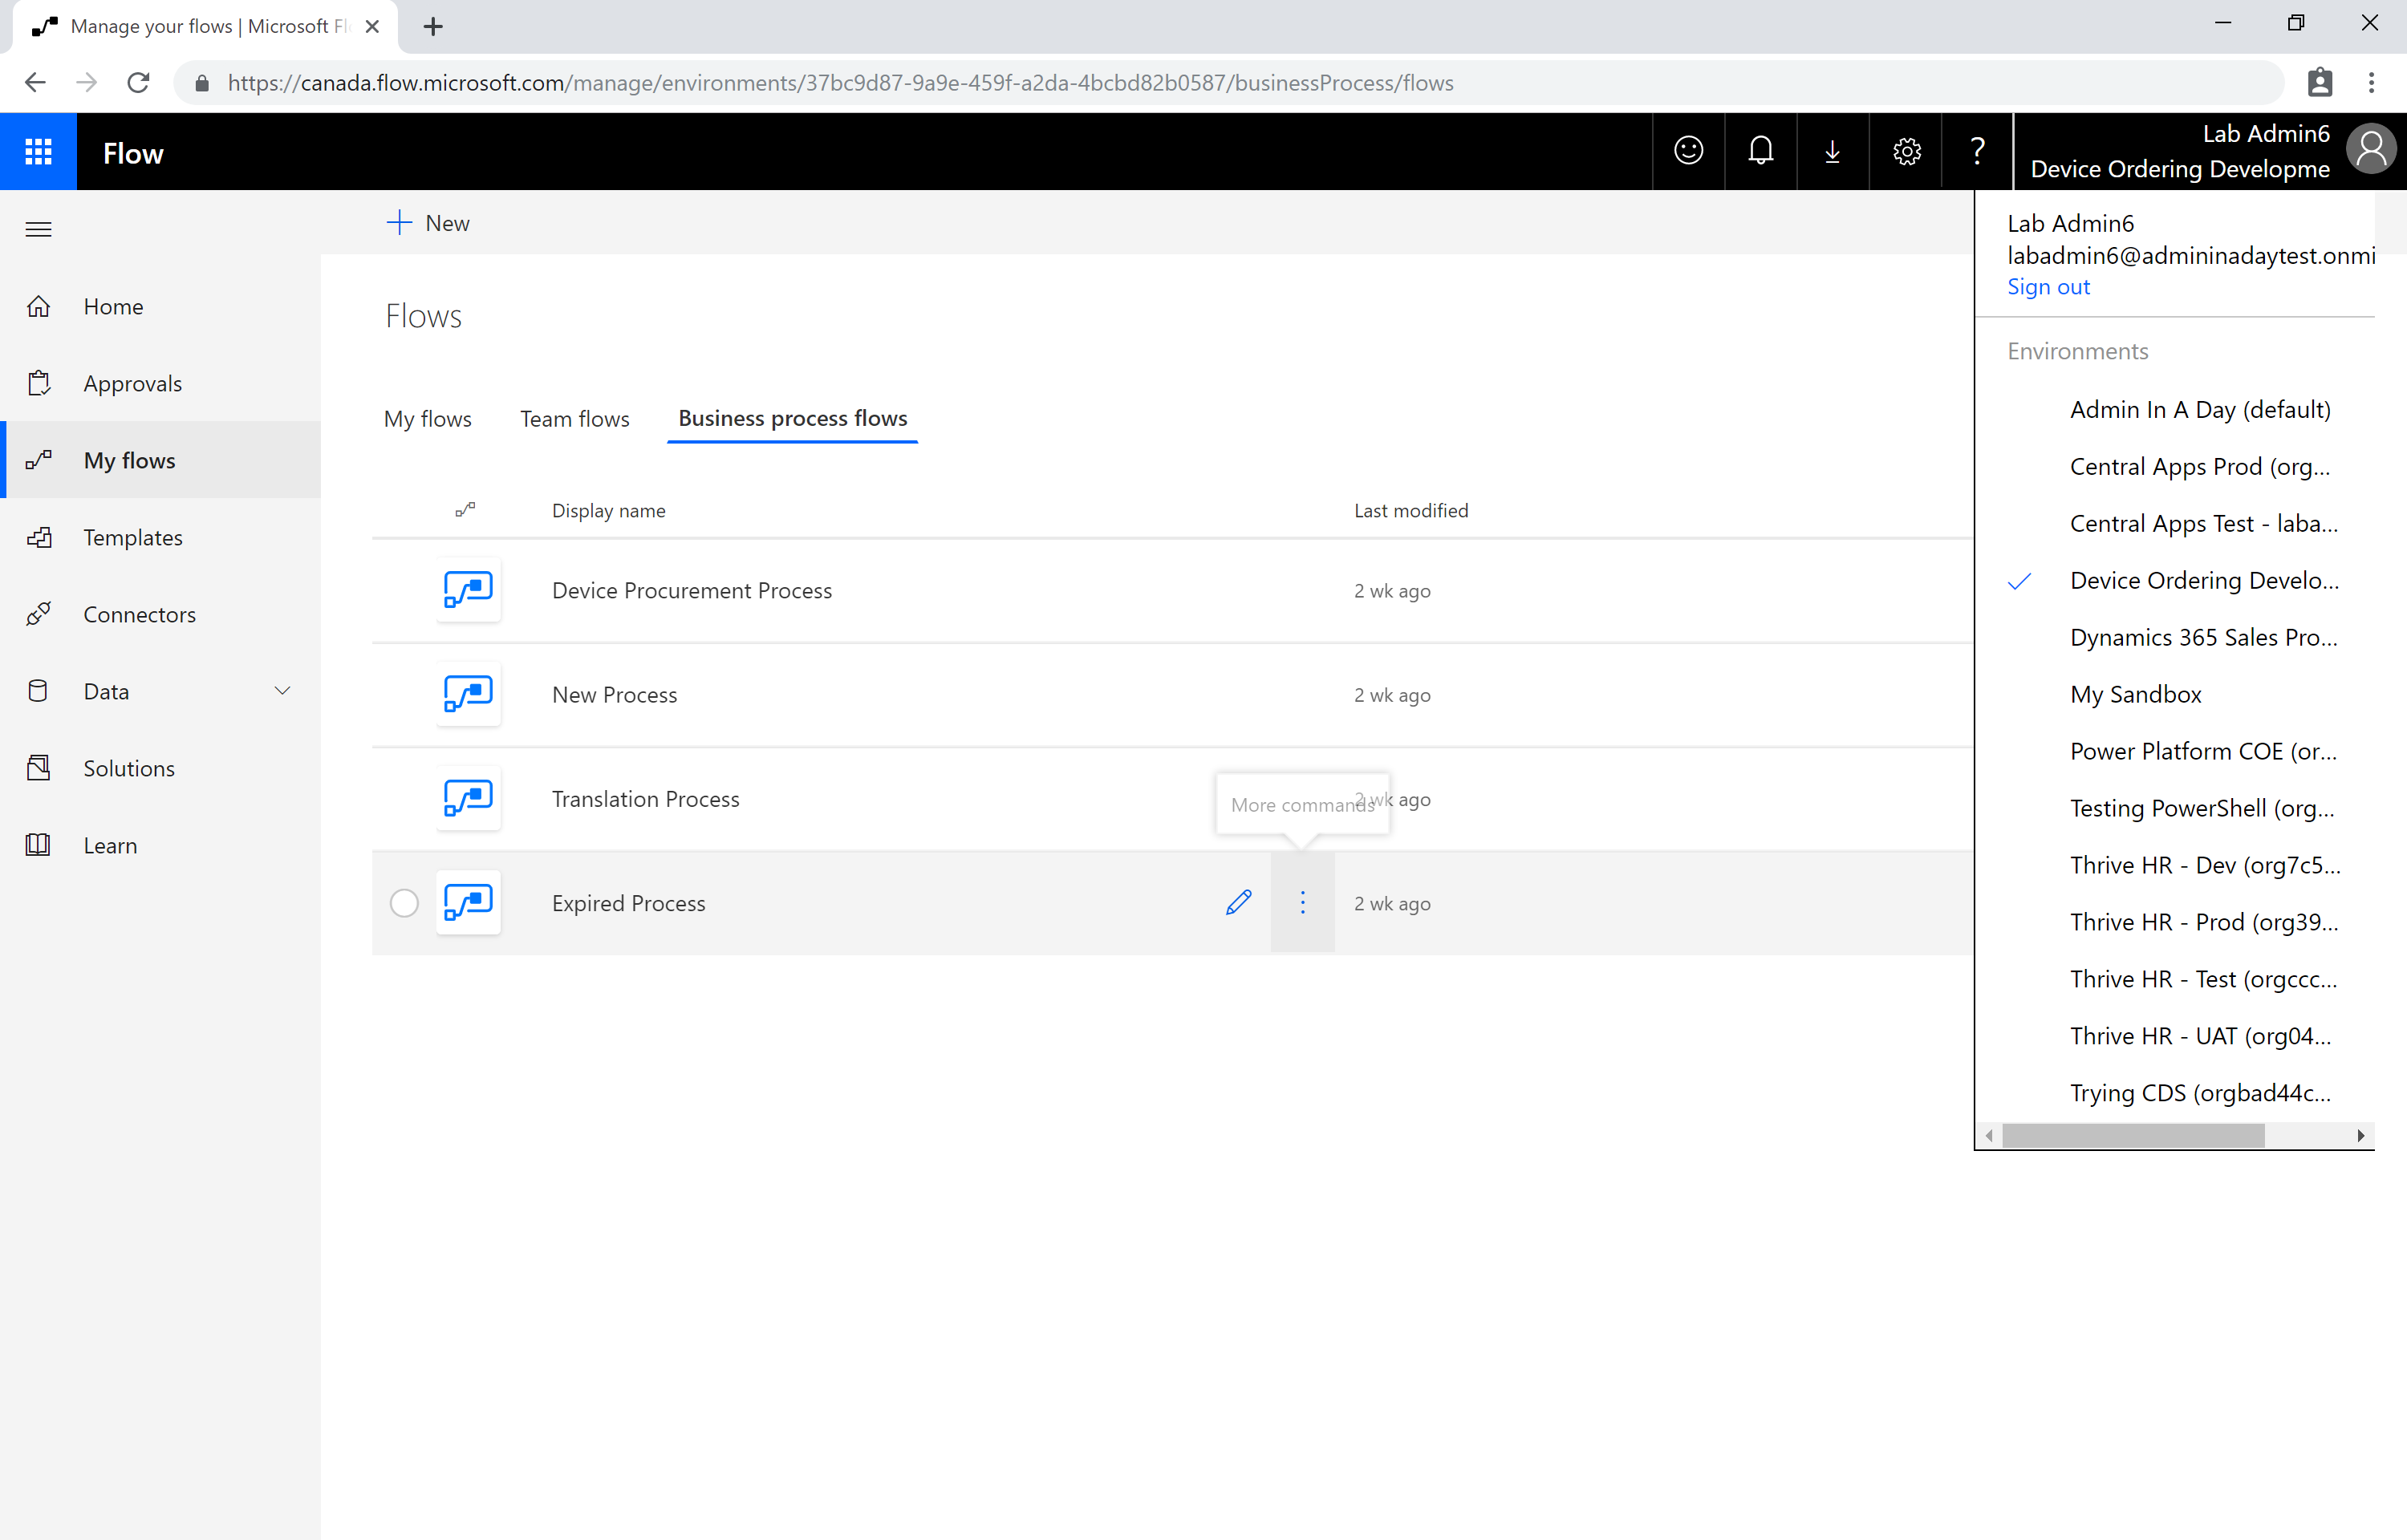 Manage your flows | Microsoft Fl
https://canada.flow.microsoft.com/manage/environments/37bc9d87-9a9e-459f-a2da-4bcbd82b0587/businessProcess/flows
Flow
?
Lab Admin6
Device Ordering Developme
New
Home
Approvals
My flows
Templates
Connectors
Data
Solutions
Learn
Flows
My flows
Team flows
Business process flows
Display name
Last modified
Device Procurement Process
2 wk ago
New Process
2 wk ago
Translation Process
2 wk ago
More commands
Expired Process
2 wk ago
Lab Admin6
labadmin6@admininadaytest.onmi
Sign out
Environments
Admin In A Day (default)
Central Apps Prod (org...
Central Apps Test - laba...
Device Ordering Develo...
Dynamics 365 Sales Pro...
My Sandbox
Power Platform COE (or...
Testing PowerShell (org...
Thrive HR - Dev (org7c5...
Thrive HR - Prod (org39...
Thrive HR - Test (orgccc...
Thrive HR - UAT (org04...
Trying CDS (orgbad44c...